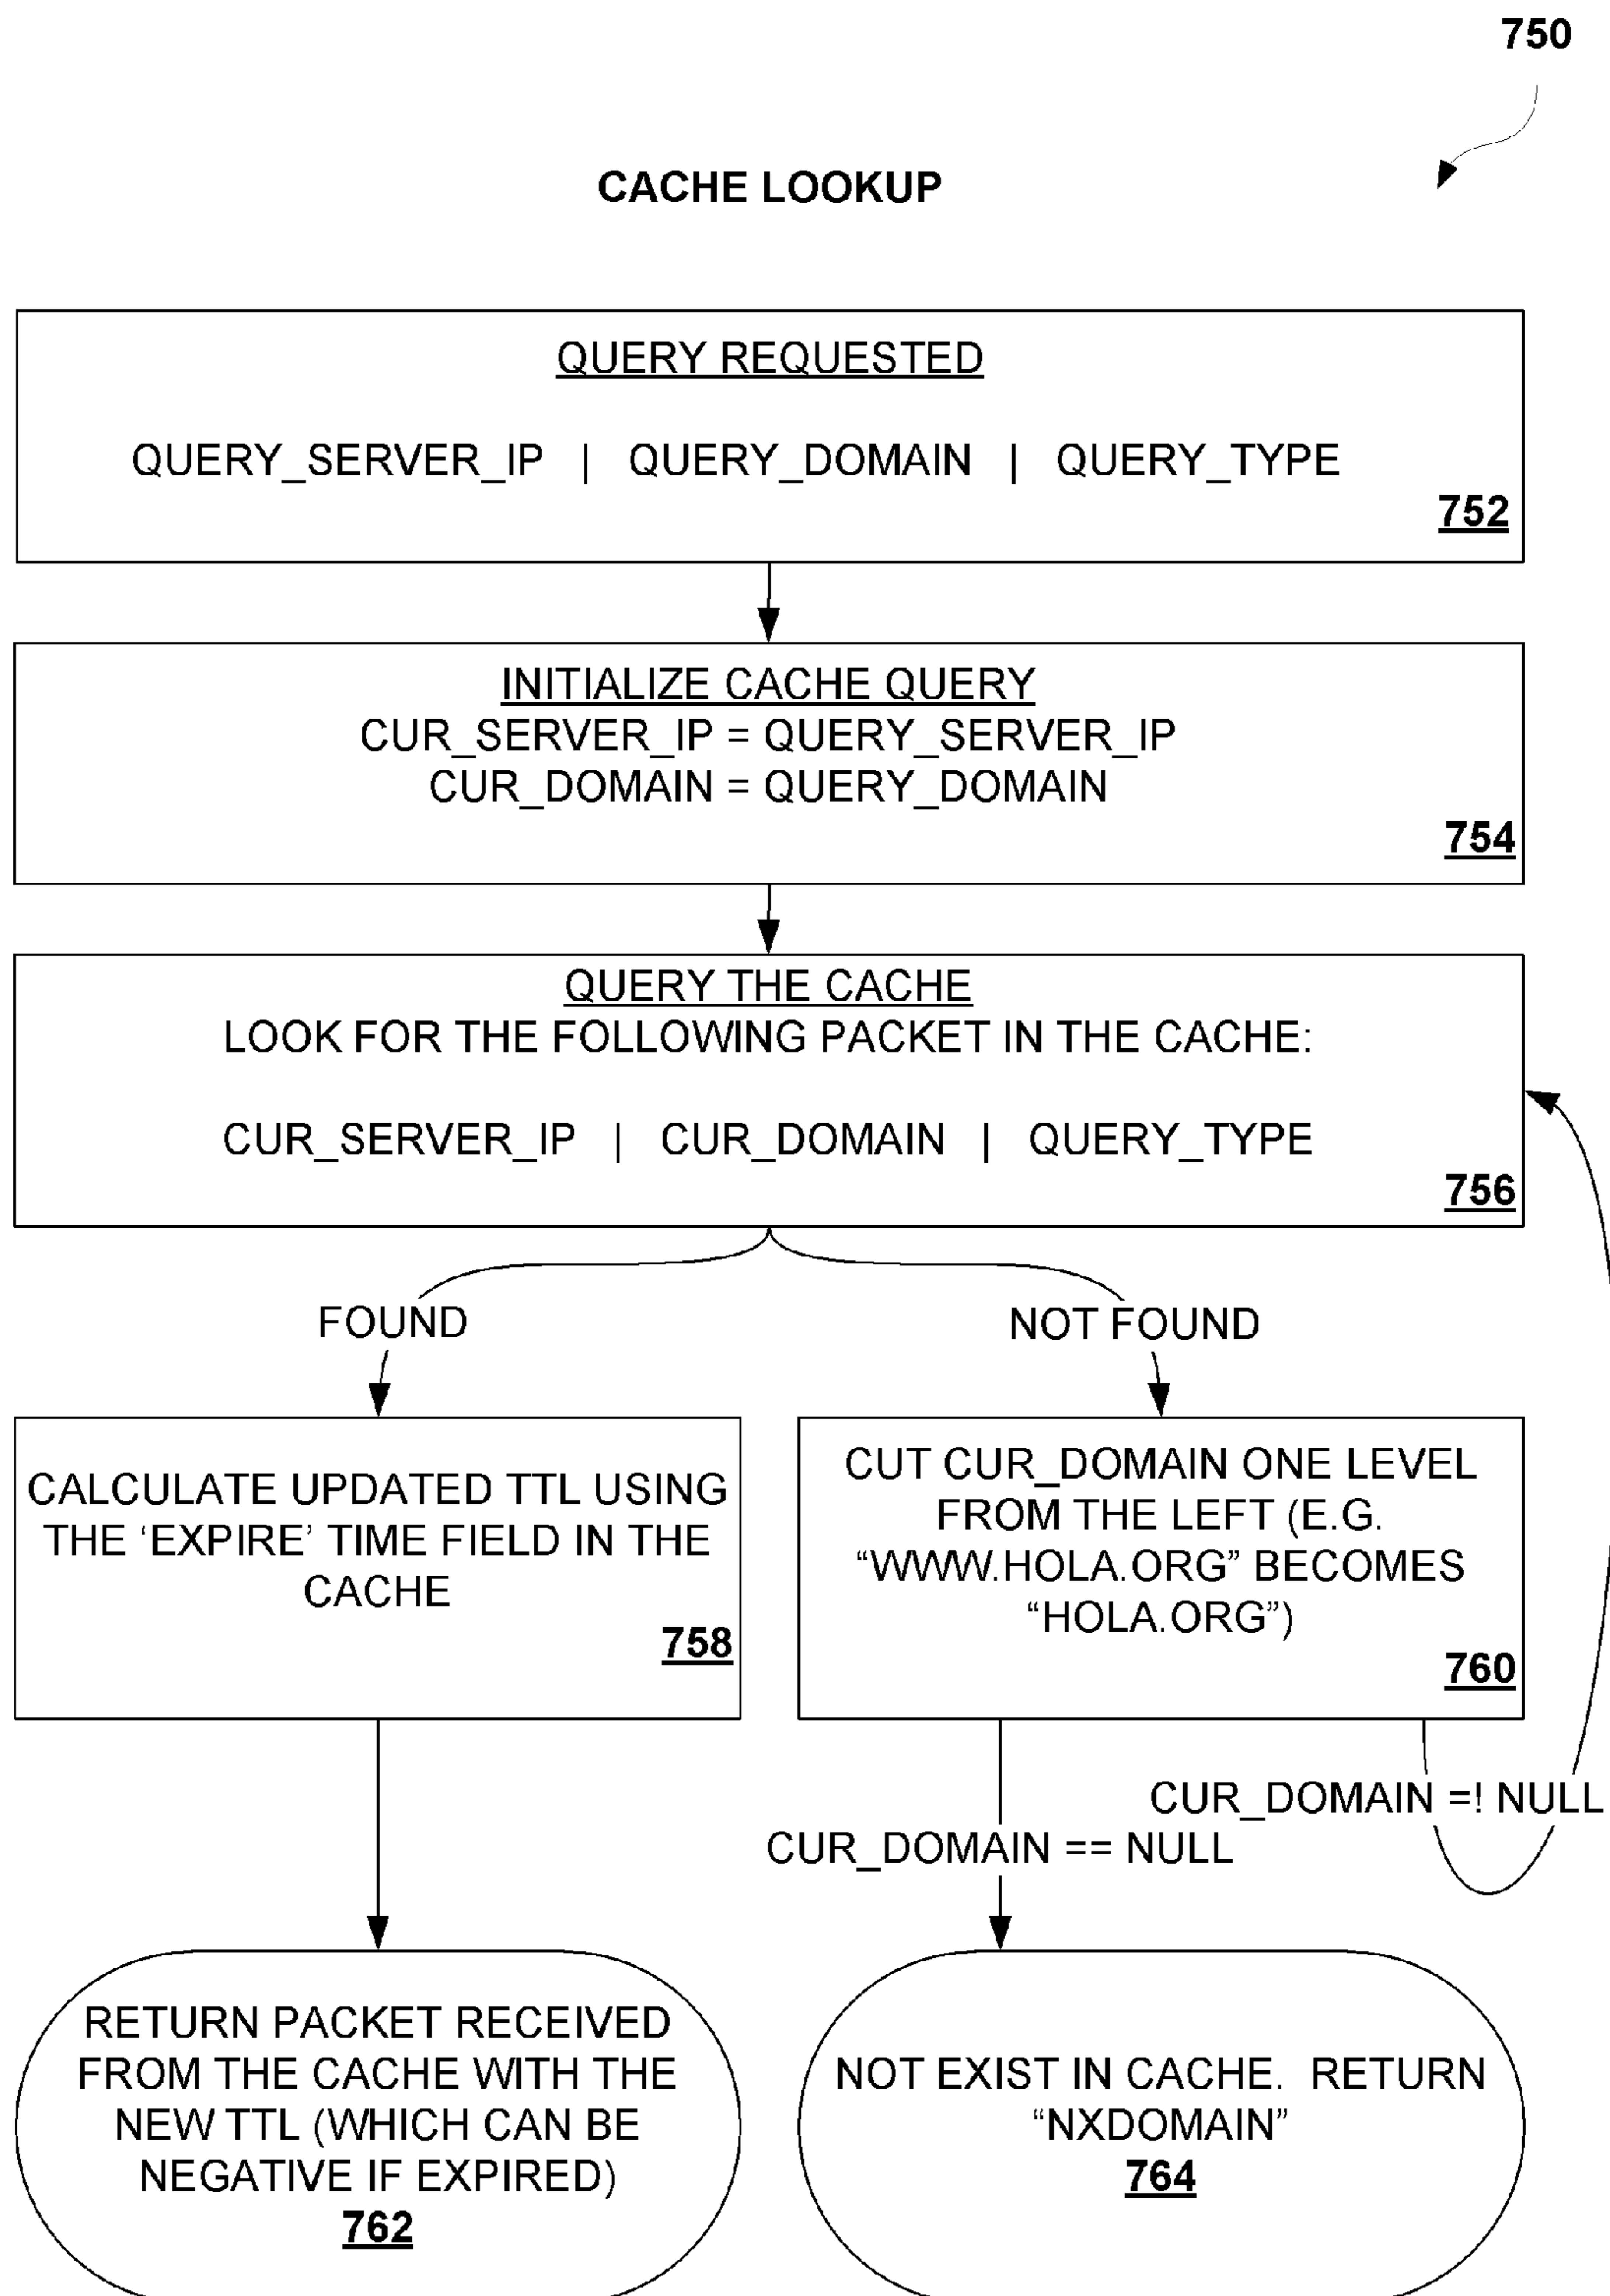 750
CACHE LOOKUP
QUERY REQUESTED
QUERY_SERVER_IP | QUERY_DOMAIN | QUERY_TYPE
752
INITIALIZE CACHE QUERY
CUR_SERVER_IP = QUERY_SERVER_IP
CUR_DOMAIN = QUERY_DOMAIN
754
QUERY THE CACHE
LOOK FOR THE FOLLOWING PACKET IN THE CACHE:
CUR_SERVER_IP | CUR_DOMAIN | QUERY_TYPE
756
FOUND
NOT FOUND
CALCULATE UPDATED TTL USING
THE ‘EXPIRE’ TIME FIELD IN THE
CACHE
758
CUT CUR_DOMAIN ONE LEVEL
FROM THE LEFT (E.G.
“WWW.HOLA.ORG” BECOMES
“HOLA.ORG”)
760
CUR_DOMAIN =! NULL
CUR_DOMAIN == NULL
RETURN PACKET RECEIVED
FROM THE CACHE WITH THE
NEW TTL (WHICH CAN BE
NEGATIVE IF EXPIRED)
762
NOT EXIST IN CACHE. RETURN
“NXDOMAIN”
764